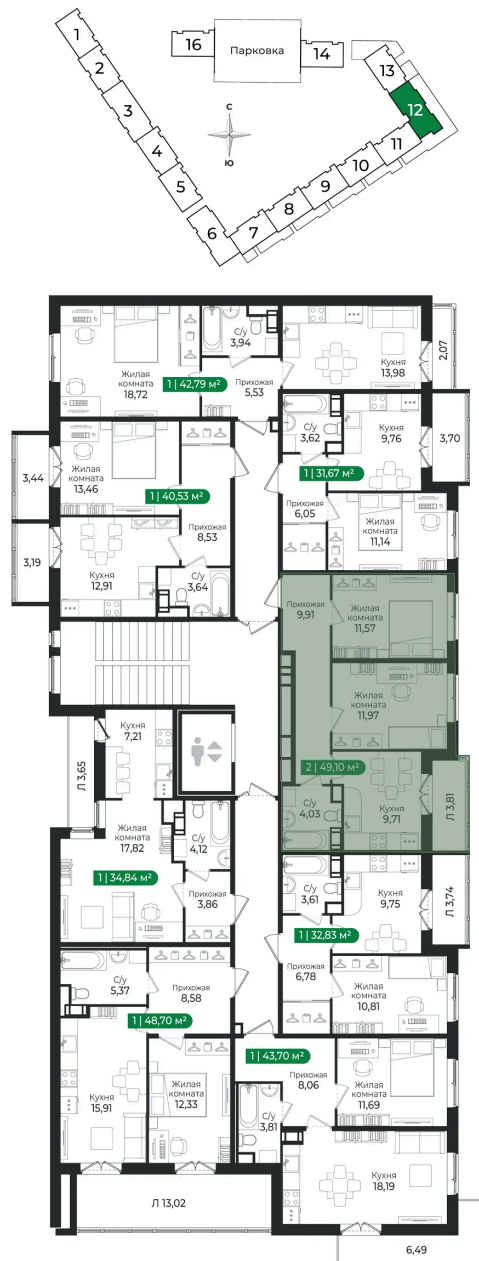 1
2
3
4
5
6
7
8
9
10
11
12
13
14
16
Парковка
С
Ю
Жилая
комната
18,72
1 | 42,79 м²
С/у
3,94
Прихожая
5,53
Кухня
13,98
2,07
3,44
Жилая
комната
13,46
1 | 40,53 м²
Прихожая
8,53
С/у
3,62
Кухня
9,76
3,70
1 | 31,67 м²
Прихожая
6,05
Жилая
комната
11,14
3,19
Кухня
12,91
С/у
3,64
Прихожая
9,91
Жилая
комната
11,57
Жилая
комната
11,97
2 | 49,10 м²
С/у
4,03
Кухня
9,71
Л 3,81
Кухня
7,21
Л 3,65
Жилая
комната
17,82
С/у
4,12
1 | 34,84 м²
Прихожая
3,86
С/у
3,61
Кухня
9,75
Л 3,74
1 | 32,83 м²
Прихожая
6,78
Жилая
комната
10,81
С/у
5,37
Прихожая
8,58
1 | 48,70 м²
Кухня
15,91
Жилая
комната
12,33
1 | 43,70 м²
Прихожая
8,06
Жилая
комната
11,69
С/у
3,81
Кухня
18,19
Л 13,02
6,49